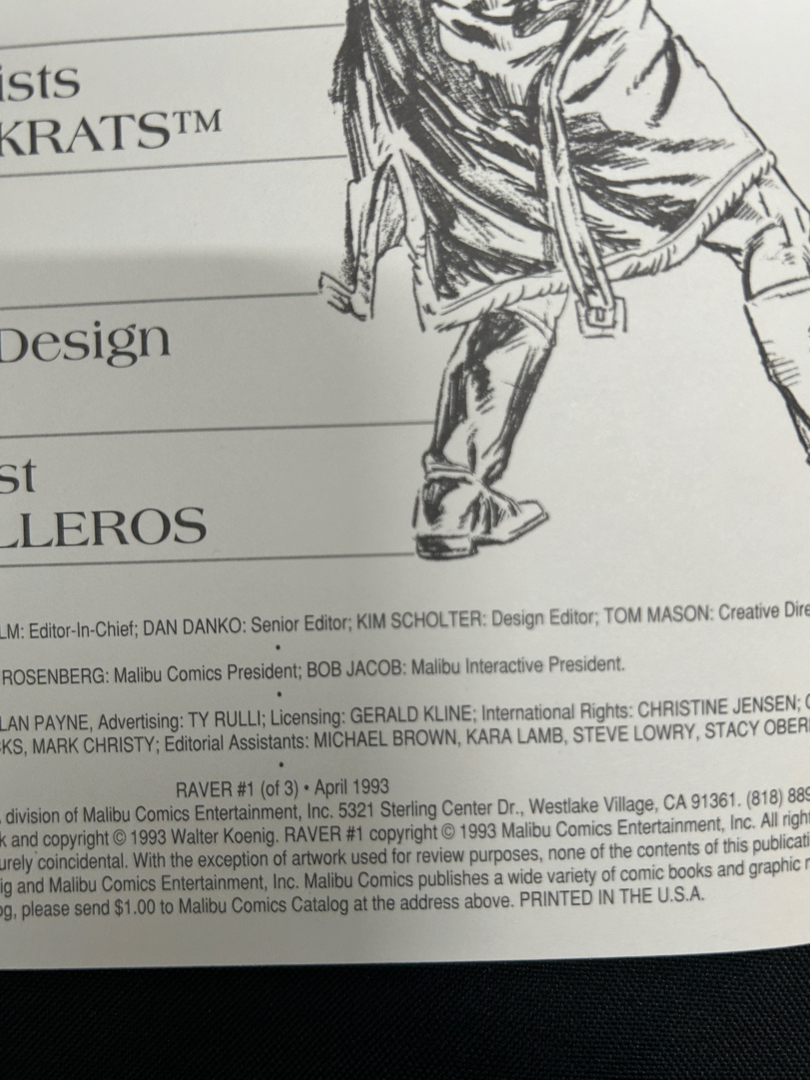 ists
KRATS™
Design
st
LLEROS
LM: Editor-In-Chief; DAN DANKO: Senior Editor; KIM SCHOLTER: Design Editor; TOM MASON: Creative Dire
•
ROSENBERG: Malibu Comics President; BOB JACOB: Malibu Interactive President.
•
LAN PAYNE, Advertising: TY RULLI; Licensing: GERALD KLINE; International Rights: CHRISTINE JENSEN;
CKS, MARK CHRISTY; Editorial Assistants: MICHAEL BROWN, KARA LAMB, STEVE LOWRY, STACY OBER
•
RAVER #1 (of 3) • April 1993
, division of Malibu Comics Entertainment, Inc. 5321 Sterling Center Dr., Westlake Village, CA 91361. (818) 889
k and copyright © 1993 Walter Koenig. RAVER #1 copyright © 1993 Malibu Comics Entertainment, Inc. All right
urely coincidental. With the exception of artwork used for review purposes, none of the contents of this publicati
ig and Malibu Comics Entertainment, Inc. Malibu Comics publishes a wide variety of comic books and graphic
og, please send $1.00 to Malibu Comics Catalog at the address above. PRINTED IN THE U.S.A.